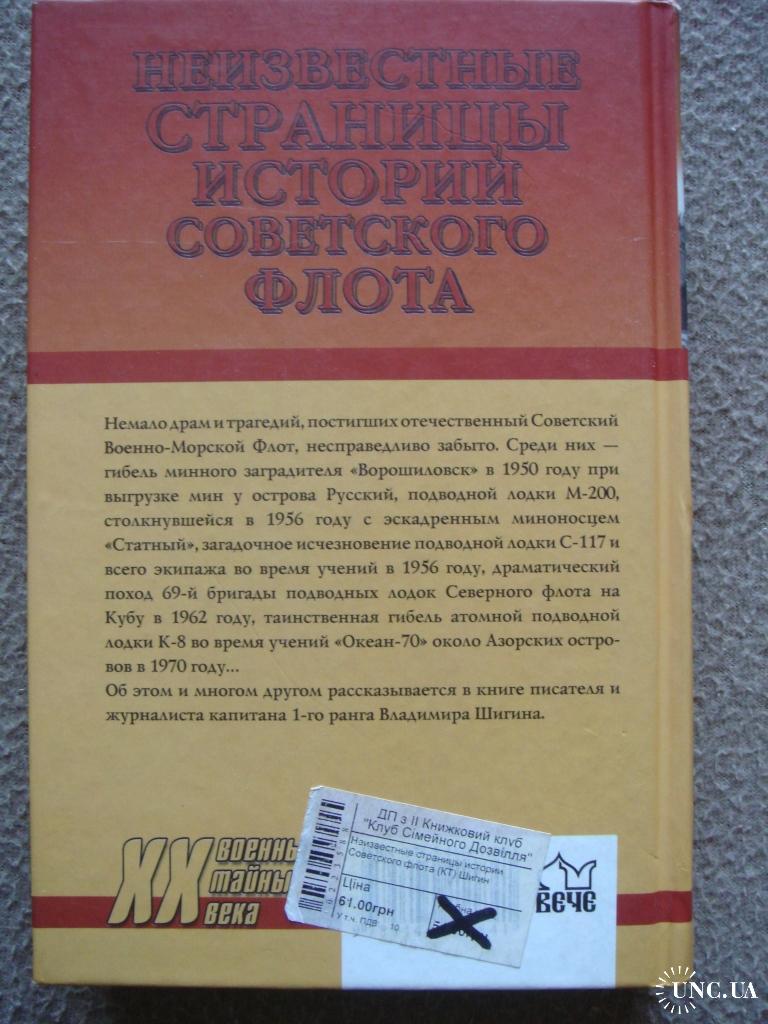 НЕИЗВЕСТНЫЕ
СТРАНИЦЫ
ИСТОРИИ
СОВЕТСКОГО
ФЛОТА
Немало драм и трагедий, постигших отечественный Советский
Военно-Морской Флот, несправедливо забыто. Среди них —
гибель минного заградителя «Ворошиловск» в 1950 году при
выгрузке мин у острова Русский, подводной лодки М-200,
столкнувшейся в 1956 году с эскадренным миноносцем
«Статный», загадочное исчезновение подводной лодки С-117 и
всего экипажа во время учений в 1956 году, драматический
поход 69-й бригады подводных лодок Северного флота на
Кубу в 1962 году, таинственная гибель атомной подводной
лодки К-8 во время учений «Океан-70» около Азорских остро-
вов в 1970 году...
Об этом и многом другом рассказывается в книге писателя и
журналиста капитана 1-го ранга Владимира Шигина.
XX
ВОЕННЫ
ТАЙНЫ
ВЕКА
ДП з ІІ Книжковий клуб
"Клуб Сімейного Дозвілля"
Неизвестные страницы истории
Советского флота (КТ) Шигин
Ціна
61.00грн
У т.ч. ПДВ 10
ВЕЧЕ
UNC.UA